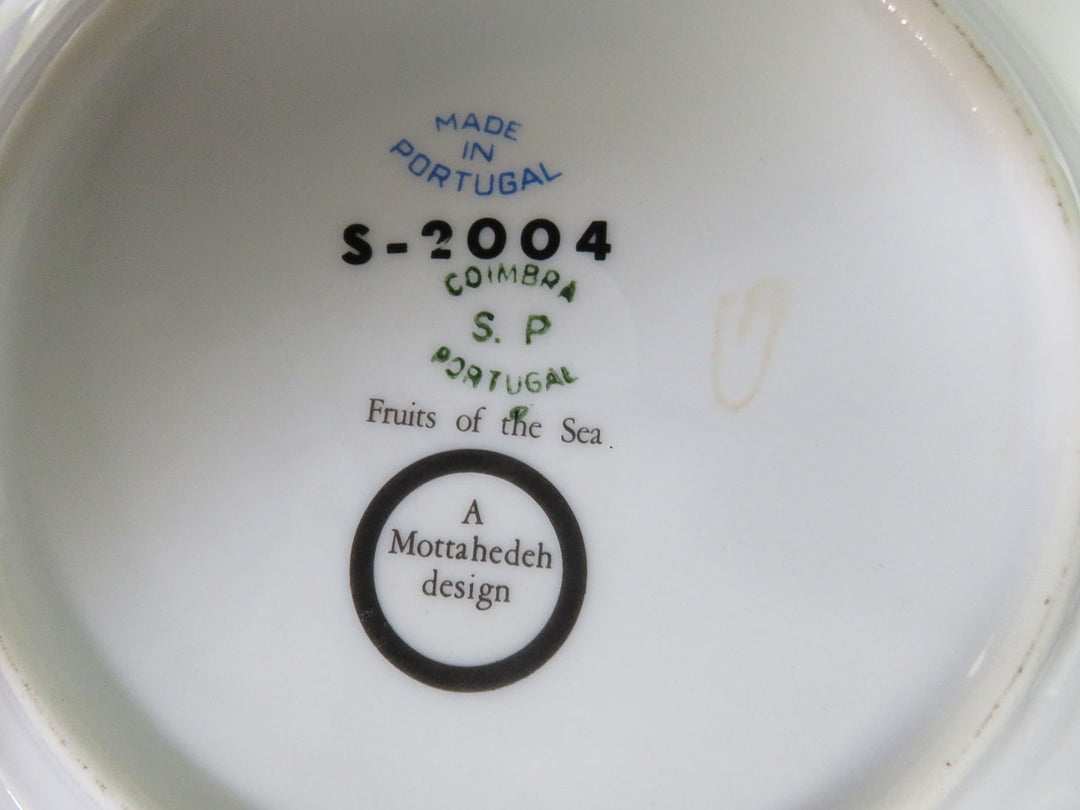 MADE
IN
PORTUGAL
S-2004
COIMBRA
S. P
PORTUGAL
Fruits of the Sea.
A
Mottahedeh
design